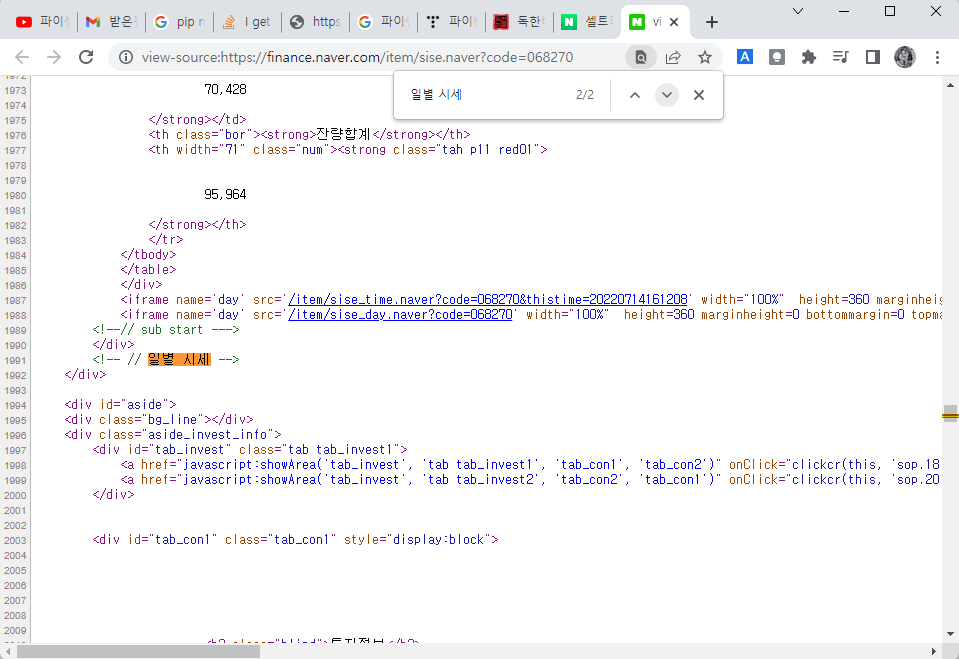 파이썬 받은편 pip n I get https 파이썬 파이썬 독한 셀트리 vi
view-source:https://finance.naver.com/item/sise.naver?code=068270
일별 시세 2/2
1972
1973 70,428
1974
1975 </strong></td>
1976 <th class="bor"><strong>잔량합계</strong></th>
1977 <th width="71" class="num"><strong class="tah p11 red01">
1978
1979
1980 95,964
1981
1982 </strong></th>
1983 </tr>
1984 </tbody>
1985 </table>
1986 </div>
1987 <iframe name='day' src='/item/sise_time.naver?code=068270&thistime=20220714161208' width="100%" height=360 marginhei
1988 <iframe name='day' src='/item/sise_day.naver?code=068270' width="100%" height=360 marginheight=0 bottommargin=0 topma
1989 <!--// sub start --->
1990 </div>
1991 <!-- // 일별 시세 -->
1992 </div>
1993
1994 <div id="aside">
1995 <div class="bg_line"></div>
1996 <div class="aside_invest_info">
1997 <div id="tab_invest" class="tab tab_invest1">
1998 <a href="javascript:showArea('tab_invest', 'tab tab_invest1', 'tab_con1', 'tab_con2')" onClick="clickcr(this, 'sop.18
1999 <a href="javascript:showArea('tab_invest', 'tab tab_invest2', 'tab_con2', 'tab_con1')" onClick="clickcr(this, 'sop.20
2000 </div>
2001
2002
2003 <div id="tab_con1" class="tab_con1" style="display:block">
2004
2005
2006
2007
2008
2009